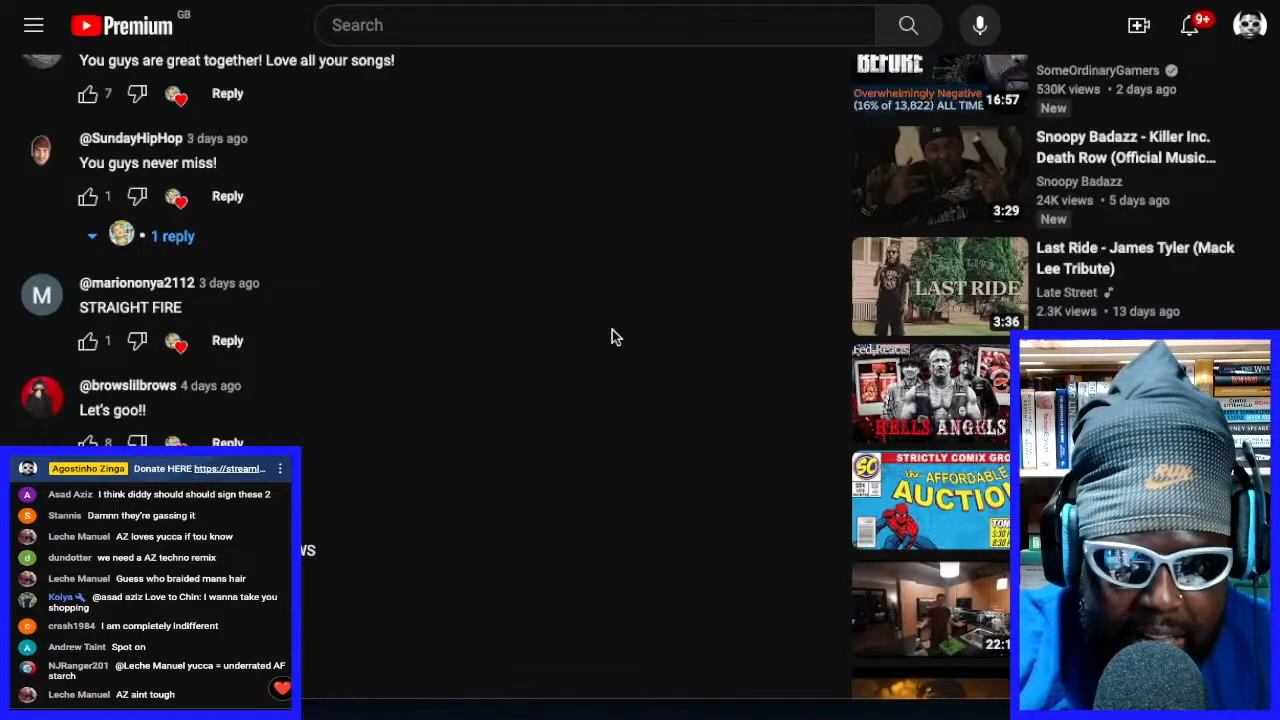 Premium GB
Search
9+
You guys are great together! Love all your songs!
7 Reply
@SundayHipHop 3 days ago
You guys never miss!
1 Reply
• 1 reply
M
@mariononya2112 3 days ago
STRAIGHT FIRE
1 Reply
@browslilbrows 4 days ago
Let's goo!!
8 Reply
ws
BEFORE
Overwhelmingly Negative
(16% of 13,822) ALL TIME
16:57
SomeOrdinaryGamers
530K views • 2 days ago
New
3:29
Snoopy Badazz - Killer Inc.
Death Row (Official Music...
Snoopy Badazz
24K views • 5 days ago
New
LAST RIDE
3:36
Last Ride - James Tyler (Mack
Lee Tribute)
Late Street
2.3K views • 13 days ago
Fed Reacts
HELLS ANGELS
STRICTLY COMIX GRO
SC
the AFFORDABLE
AUCTIO
22:1
Agostinho Zinga Donate HERE https://streaml...
A Asad Aziz I think diddy should should sign these 2
S Stannis Damnn they're gassing it
Leche Manuel AZ loves yucca if tou know
d dundotter we need a AZ techno remix
Leche Manuel Guess who braided mans hair
Kolya @asad aziz Love to Chin: I wanna take you
shopping
c crash1984 I am completely indifferent
A Andrew Taint Spot on
NJRanger201 @Leche Manuel yucca = underrated AF
starch
Leche Manuel AZ aint tough